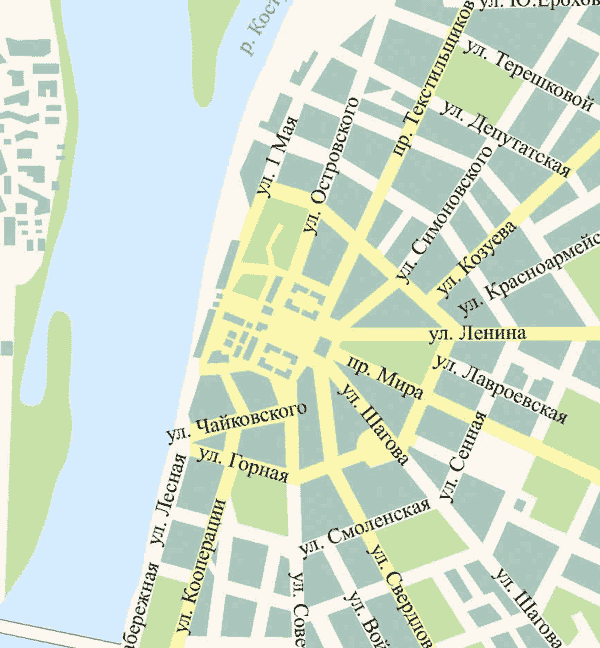 ул. Ю.Ерохов
р. Кост
ул. Терешковой
пр. Текстильщиков
ул. Депутатская
ул. 1 Мая
ул. Островского
ул. Симоновского
ул. Козуева
ул. Красноармейс
ул. Ленина
пр. Мира
ул. Лавроевская
ул. Шагова
ул. Чайковского
ул. Сенная
ул. Горная
ул. Лесная
ул. Смоленская
ул. Кооперации
ул. Свердлов
ул. Шагова
ул. Сове
ул. Вой
абережная